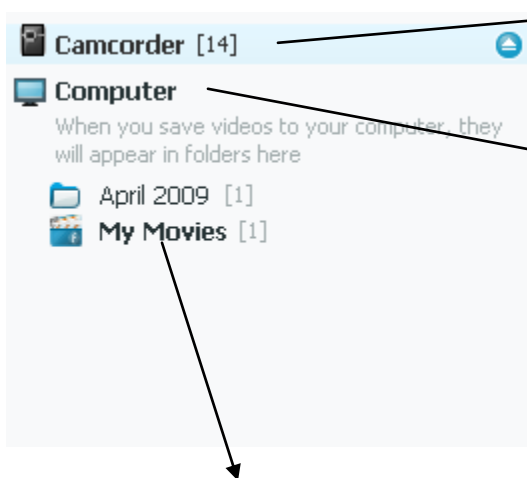 Camcorder [14]
Computer
When you save videos to your computer, they
will appear in folders here
April 2009 [1]
My Movies [1]